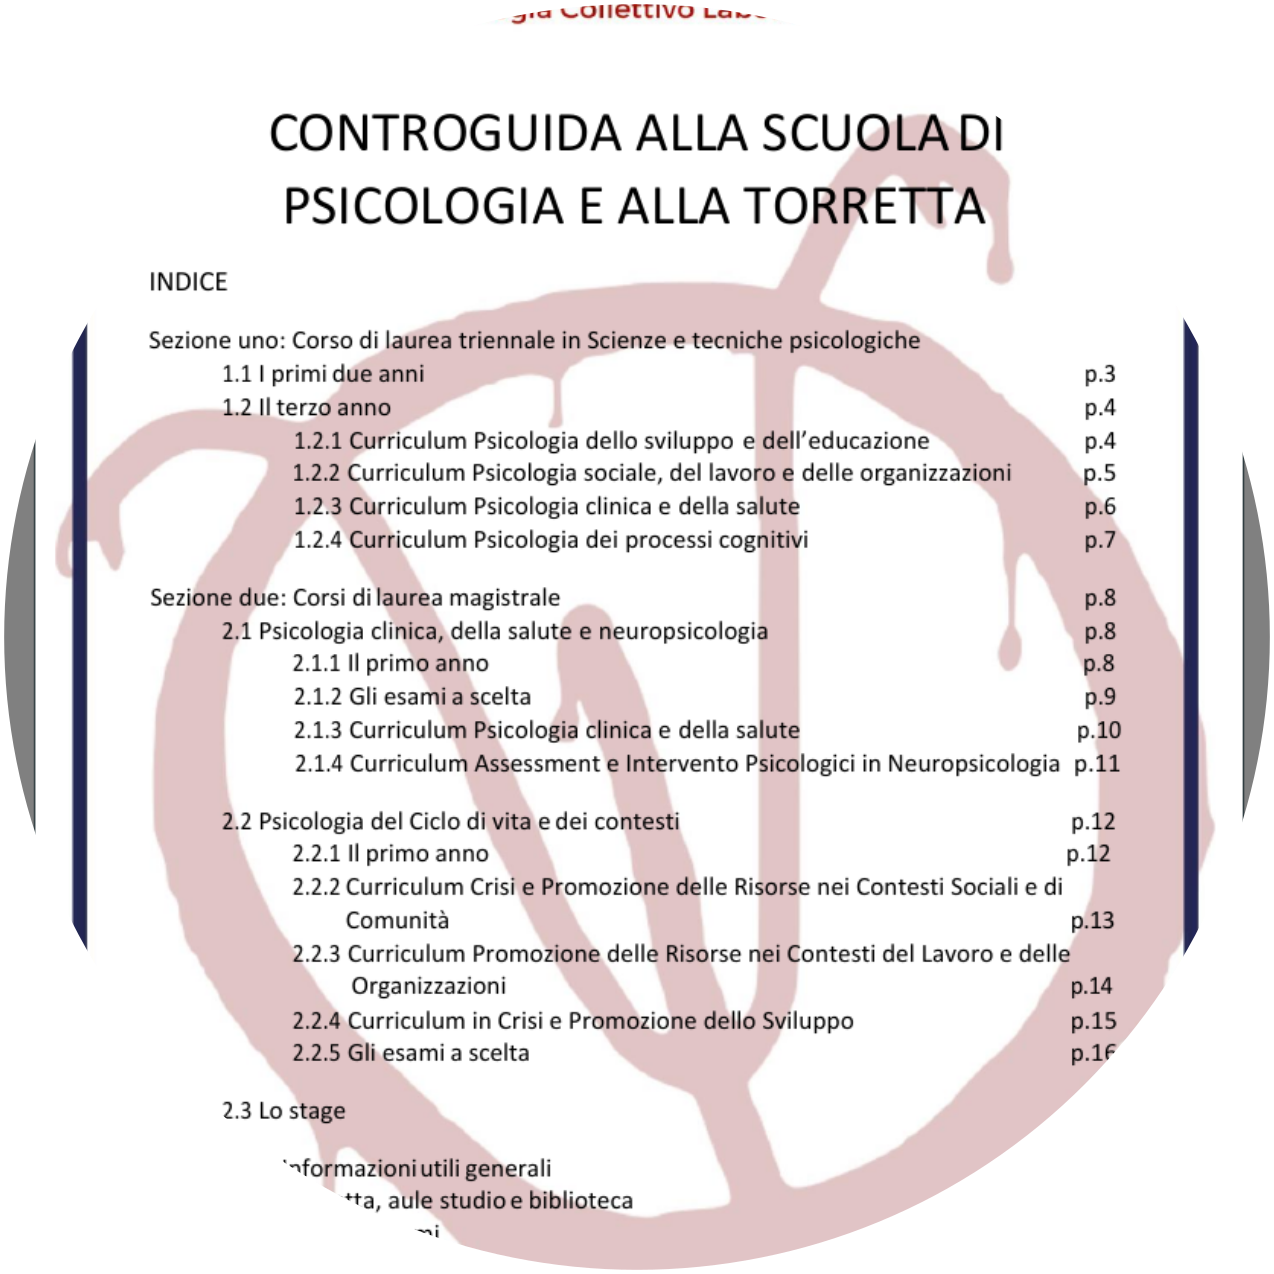 Collettivo
CONTROGUIDA ALLA SCUOLA DI
PSICOLOGIA E ALLA TORRETTA
INDICE
Sezione uno: Corso di laurea triennale in Scienze e tecniche psicologiche
1.1 I primi due anni p.3
1.2 Il terzo anno p.4
1.2.1 Curriculum Psicologia dello sviluppo e dell’educazione p.4
1.2.2 Curriculum Psicologia sociale, del lavoro e delle organizzazioni p.5
1.2.3 Curriculum Psicologia clinica e della salute p.6
1.2.4 Curriculum Psicologia dei processi cognitivi p.7
Sezione due: Corsi di laurea magistrale p.8
2.1 Psicologia clinica, della salute e neuropsicologia p.8
2.1.1 Il primo anno p.8
2.1.2 Gli esami a scelta p.9
2.1.3 Curriculum Psicologia clinica e della salute p.10
2.1.4 Curriculum Assessment e Intervento Psicologici in Neuropsicologia p.11
2.2 Psicologia del Ciclo di vita e dei contesti p.12
2.2.1 Il primo anno p.12
2.2.2 Curriculum Crisi e Promozione delle Risorse nei Contesti Sociali e di
Comunità p.13
2.2.3 Curriculum Promozione delle Risorse nei Contesti del Lavoro e delle
Organizzazioni p.14
2.2.4 Curriculum in Crisi e Promozione dello Sviluppo p.15
2.2.5 Gli esami a scelta p.16
2.3 Lo stage
informazioni utili generali
aule studio e biblioteca